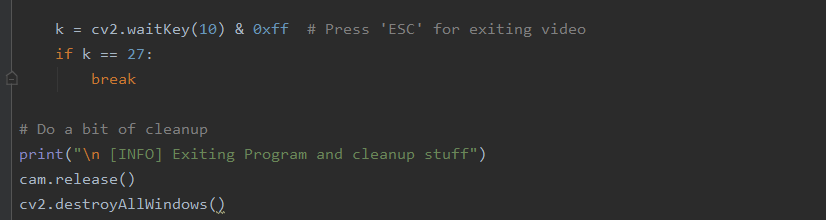 k = cv2.waitKey(10) & 0xff  # Press 'ESC' for exiting video
if k == 27:
break
# Do a bit of cleanup
print("\n [INFO] Exiting Program and cleanup stuff")
cam.release()
cv2.destroyAllWindows()